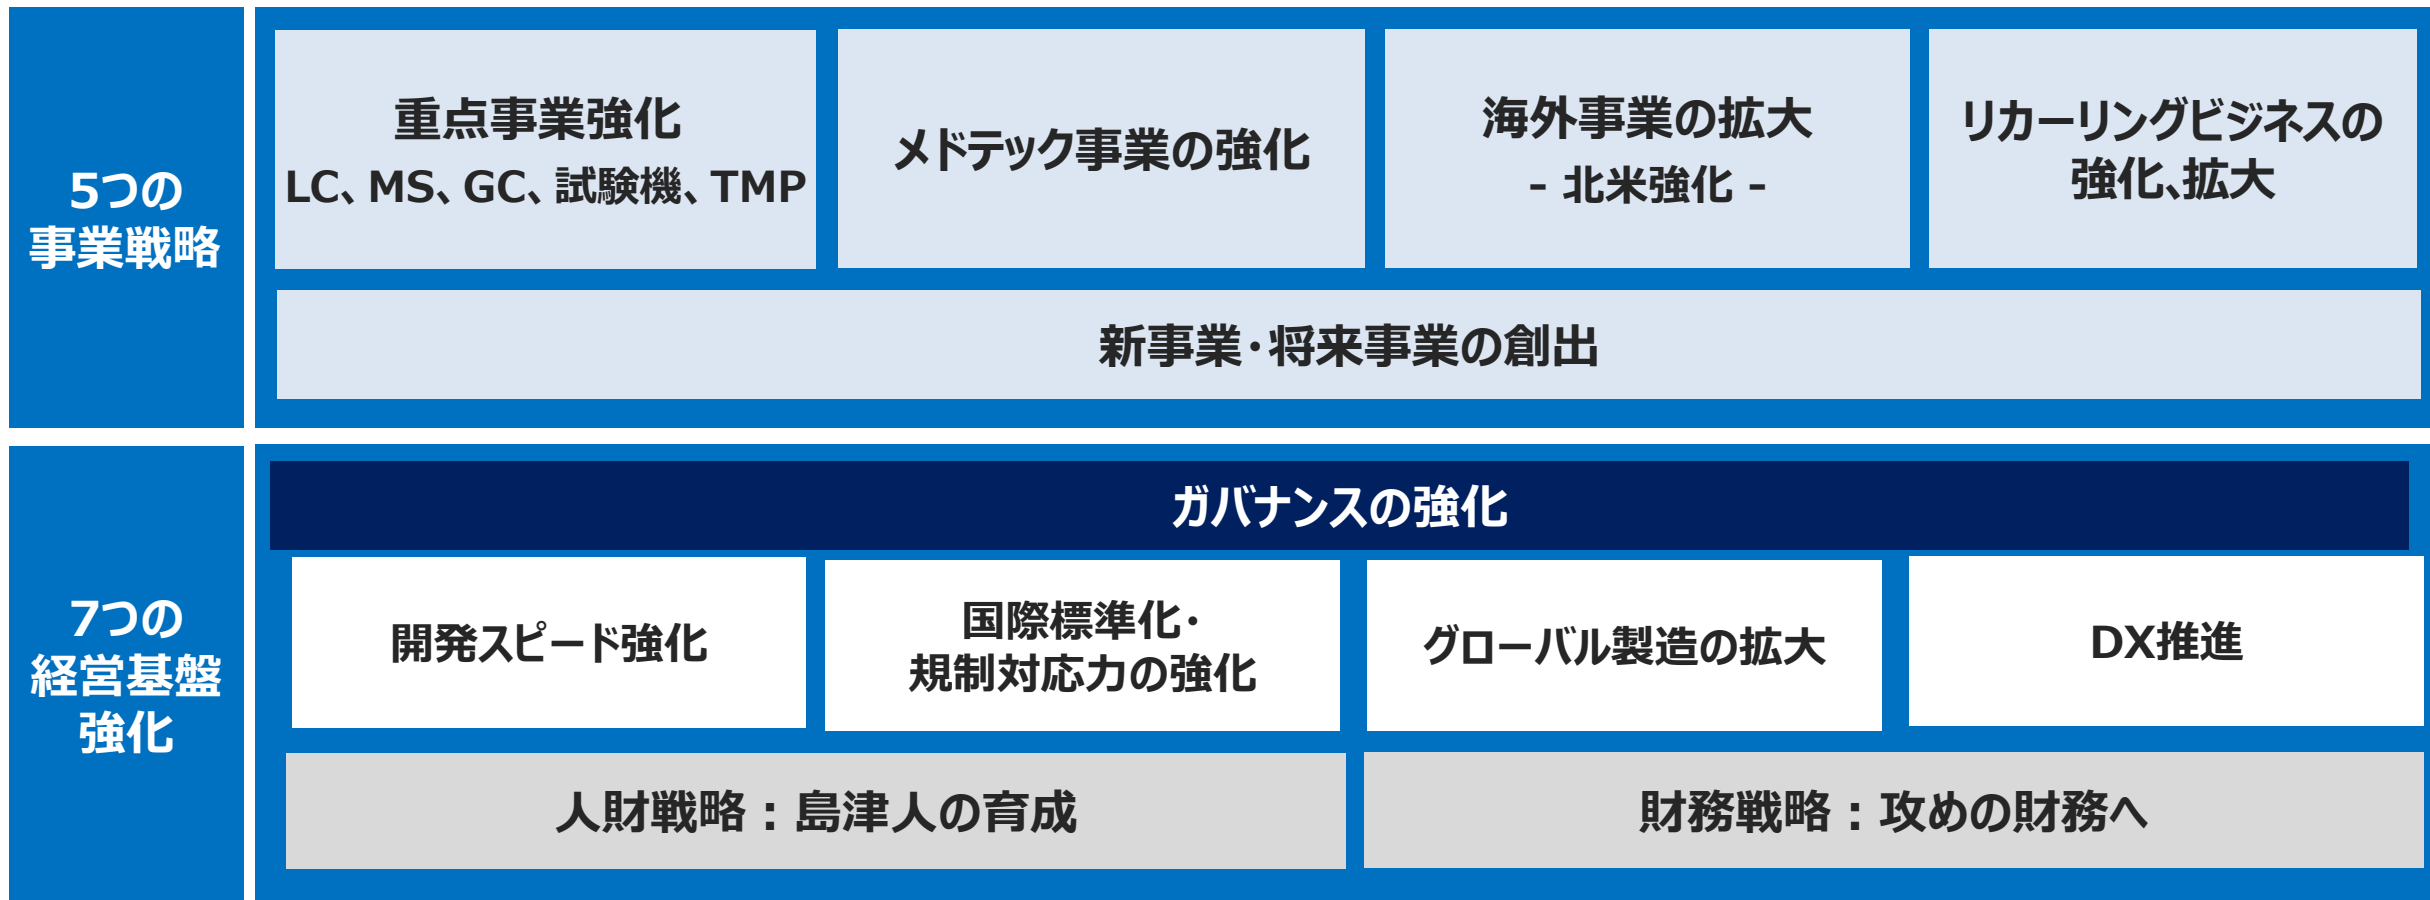 5つの
事業戦略
重点事業強化
LC、MS、GC、試験機、TMP
メドテック事業の強化
海外事業の拡大
- 北米強化 -
リカーリングビジネスの
強化、拡大
新事業・将来事業の創出
7つの
経営基盤
強化
ガバナンスの強化
開発スピード強化
国際標準化・
規制対応力の強化
グローバル製造の拡大
DX推進
人財戦略：島津人の育成
財務戦略：攻めの財務へ